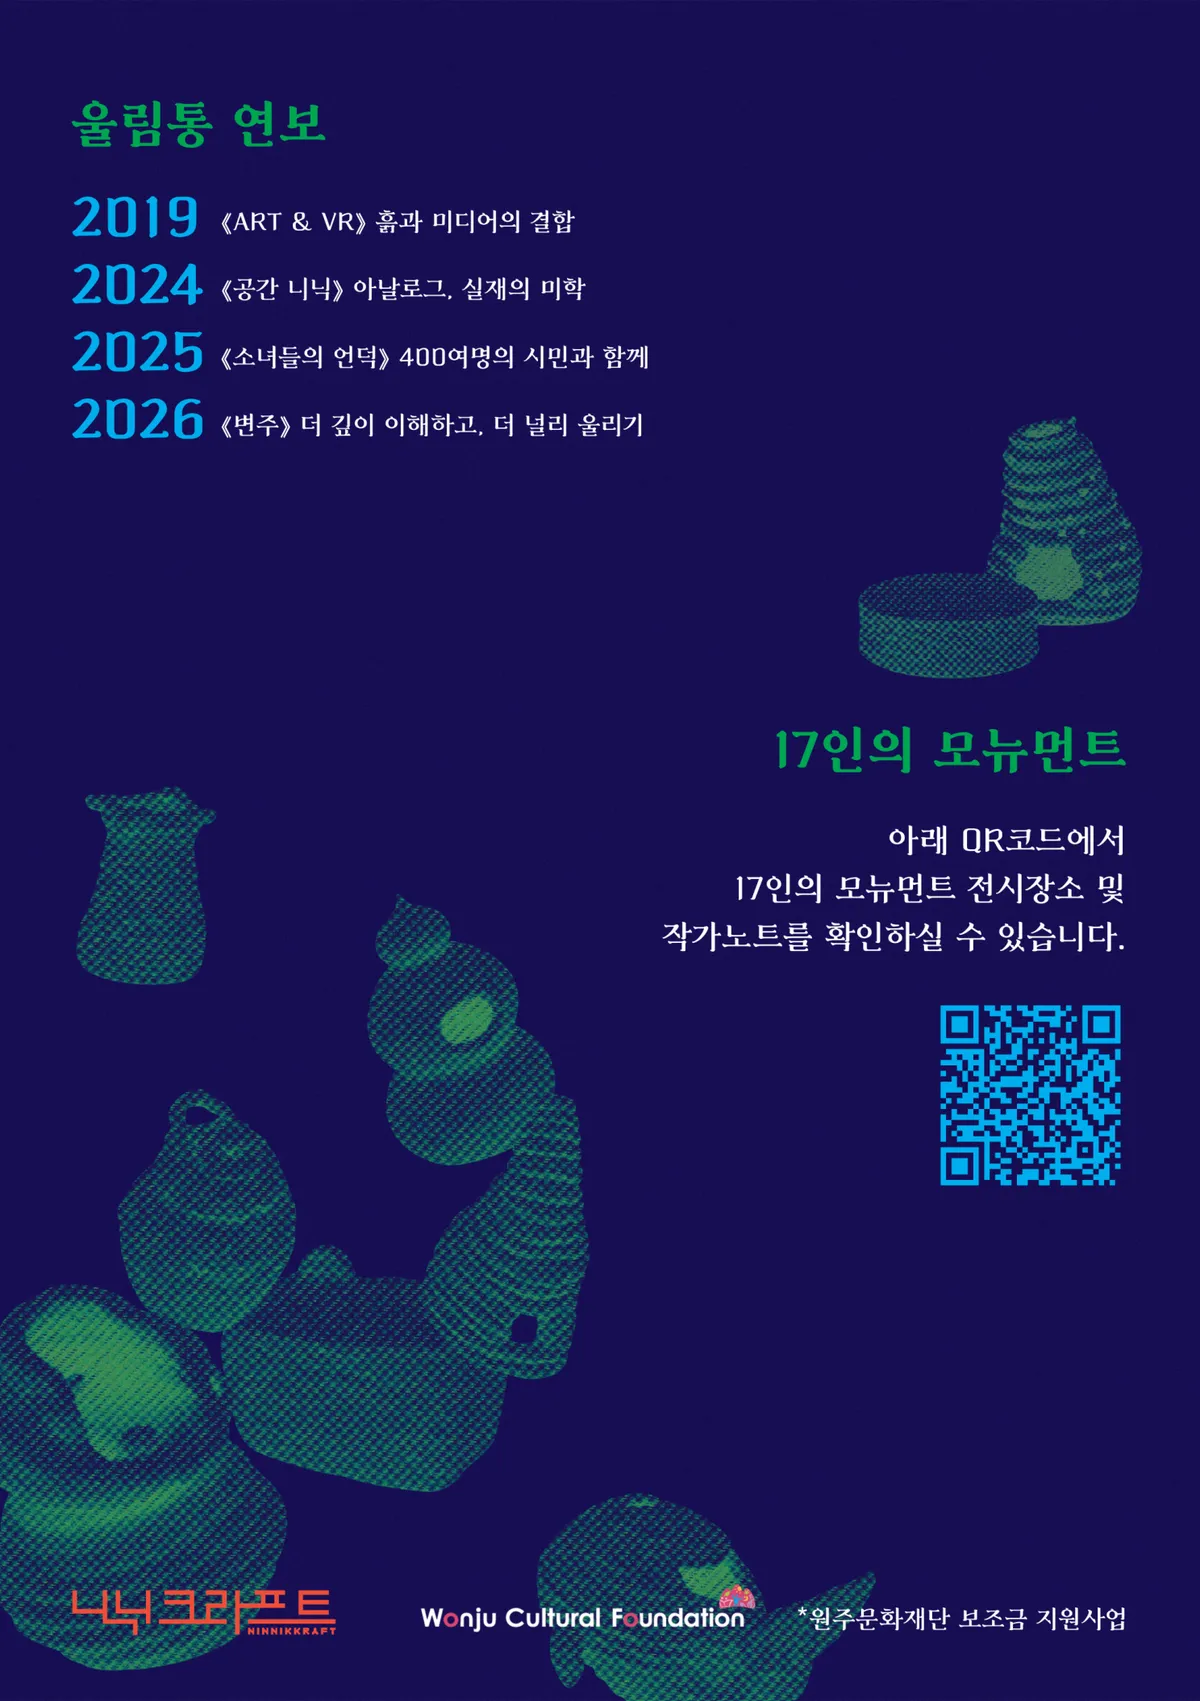 울림통 연보
2019 《ART & VR》 흙과 미디어의 결합
2024 《공간 니닉》 아날로그, 실재의 미학
2025 《소녀들의 언덕》 400여명의 시민과 함께
2026 《변주》 더 깊이 이해하고, 더 널리 울리기
17인의 모뉴먼트
아래 QR코드에서
17인의 모뉴먼트 전시장소 및
작가노트를 확인하실 수 있습니다.
니닉크라프트
NINNIKKRAFT
Wonju Cultural Foundation
*원주문화재단 보조금 지원사업